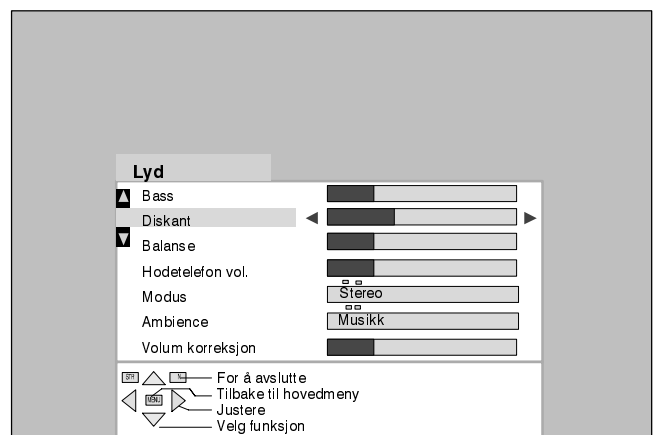 Lyd
Bass
Diskant
Balanse
Hodetelefon vol.
Modus Stereo
Ambience Musikk
Volum korreksjon
For å avslutte
MENU Tilbake til hovedmeny
Justere
Velg funksjon